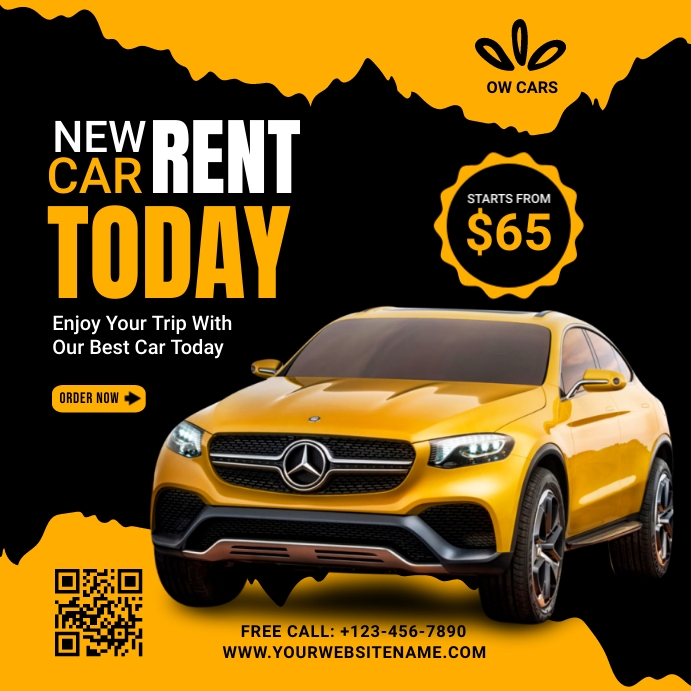 OW CARS
NEW
CAR
RENT
TODAY
Enjoy Your Trip With
Our Best Car Today
ORDER NOW
STARTS FROM
$65
FREE CALL: +123-456-7890
WWW.YOURWEBSITENAME.COM